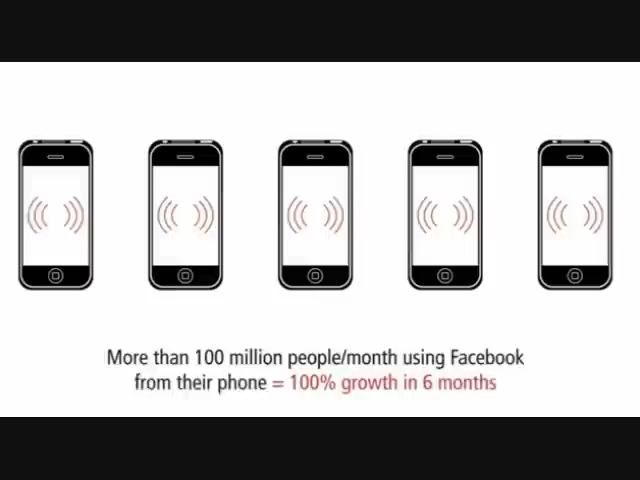 More than 100 million people/month using Facebook
from their phone = 100% growth in 6 months